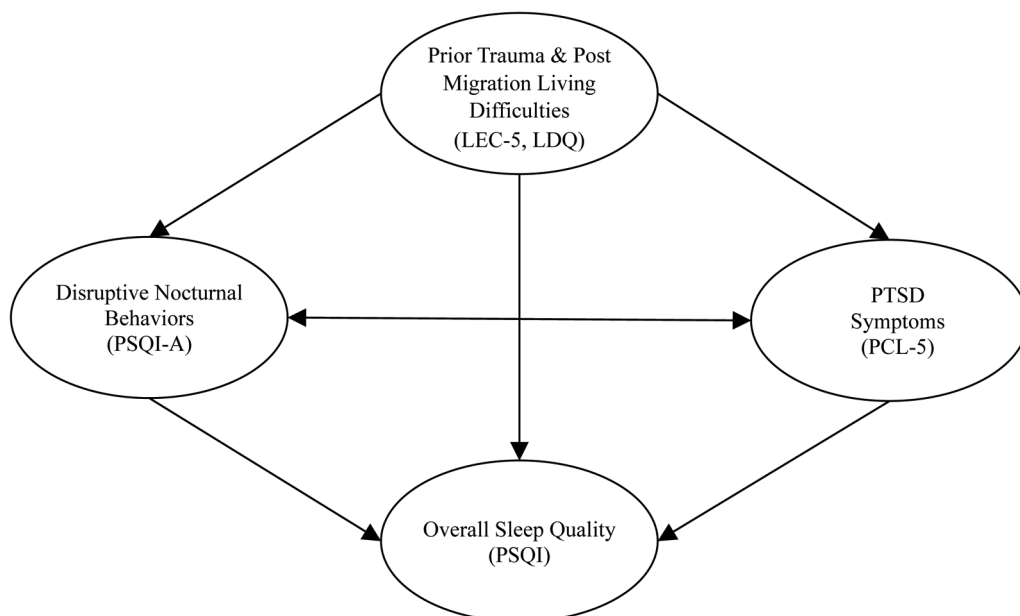 Prior Trauma & Post
Migration Living
Difficulties
(LEC-5, LDQ)
Disruptive Nocturnal
Behaviors
(PSQI-A)
PTSD
Symptoms
(PCL-5)
Overall Sleep Quality
(PSQI)